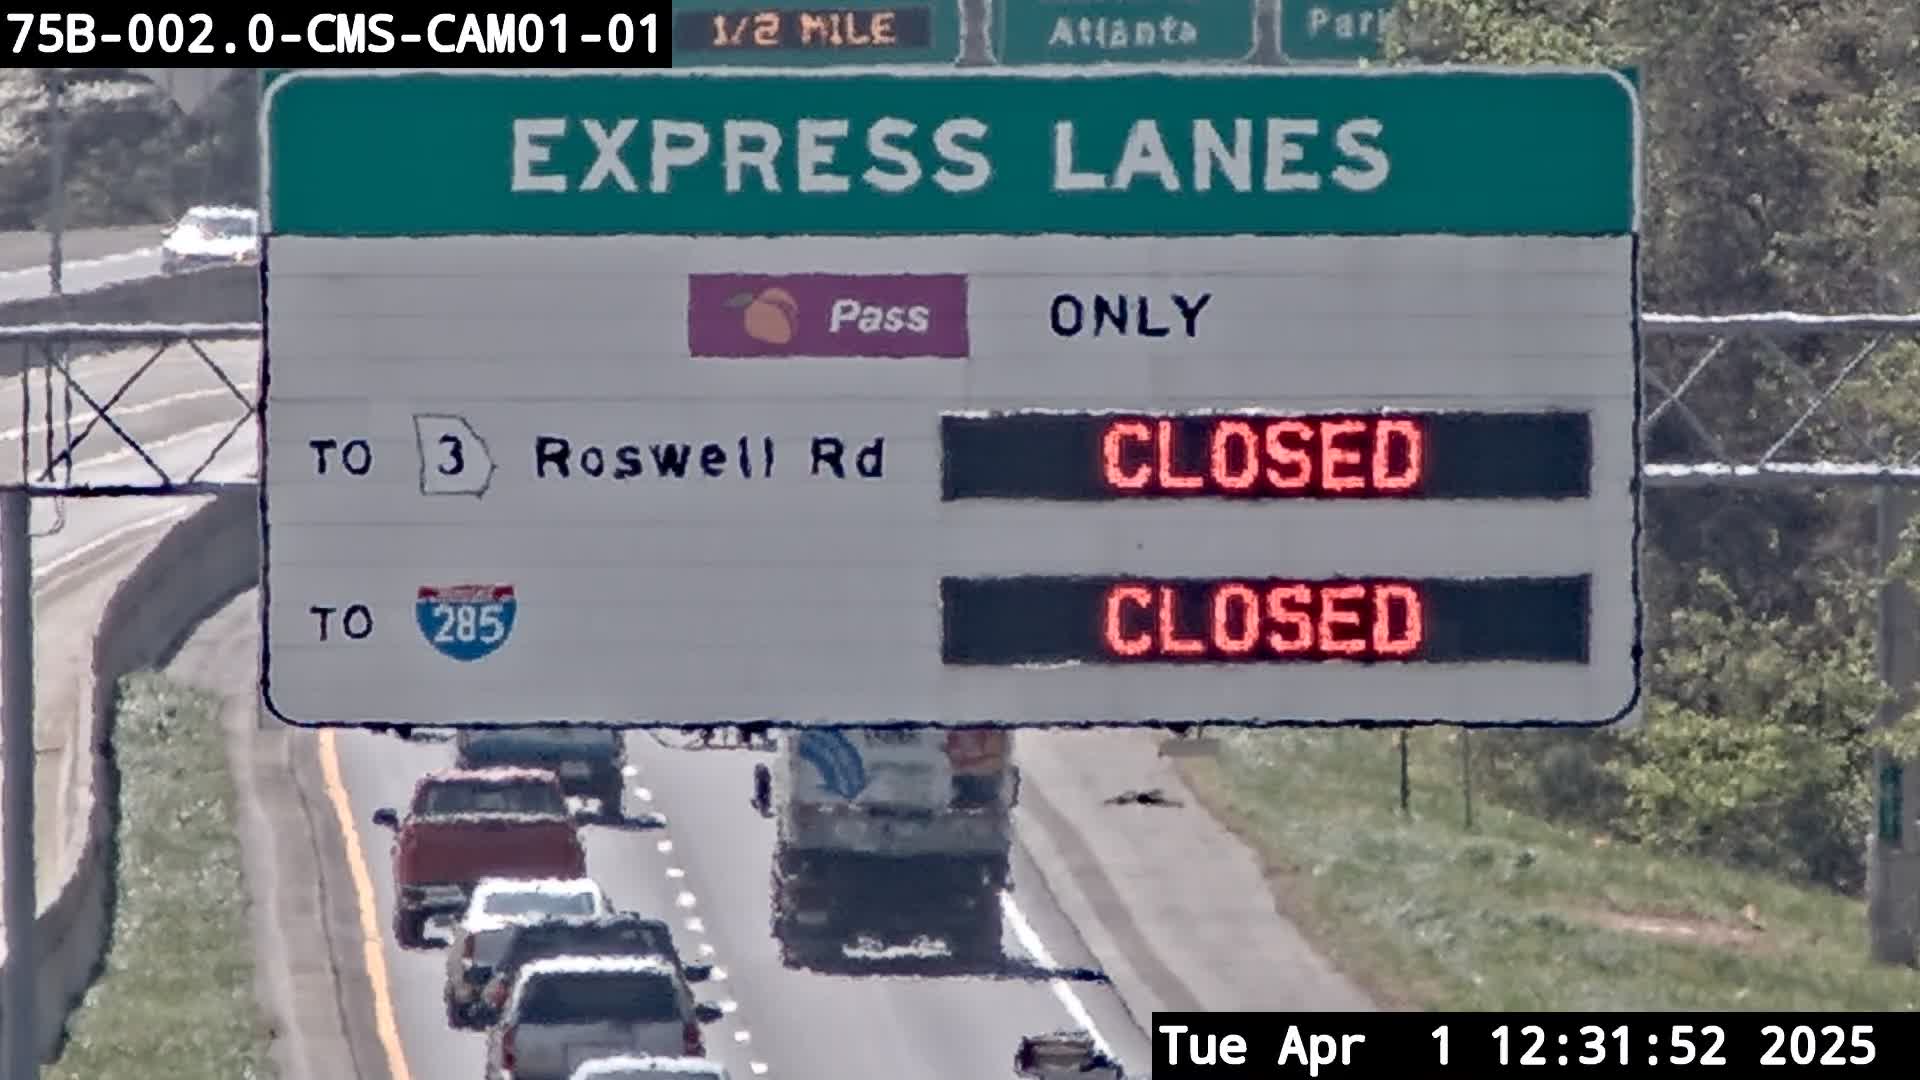 75B-002.0-CMS-CAM01-01
1/2 MILE
Atlanta
EXPRESS LANES
Pass ONLY
TO 3 Roswell Rd CLOSED
TO 285 CLOSED
Tue Apr 1 12:31:52 2025